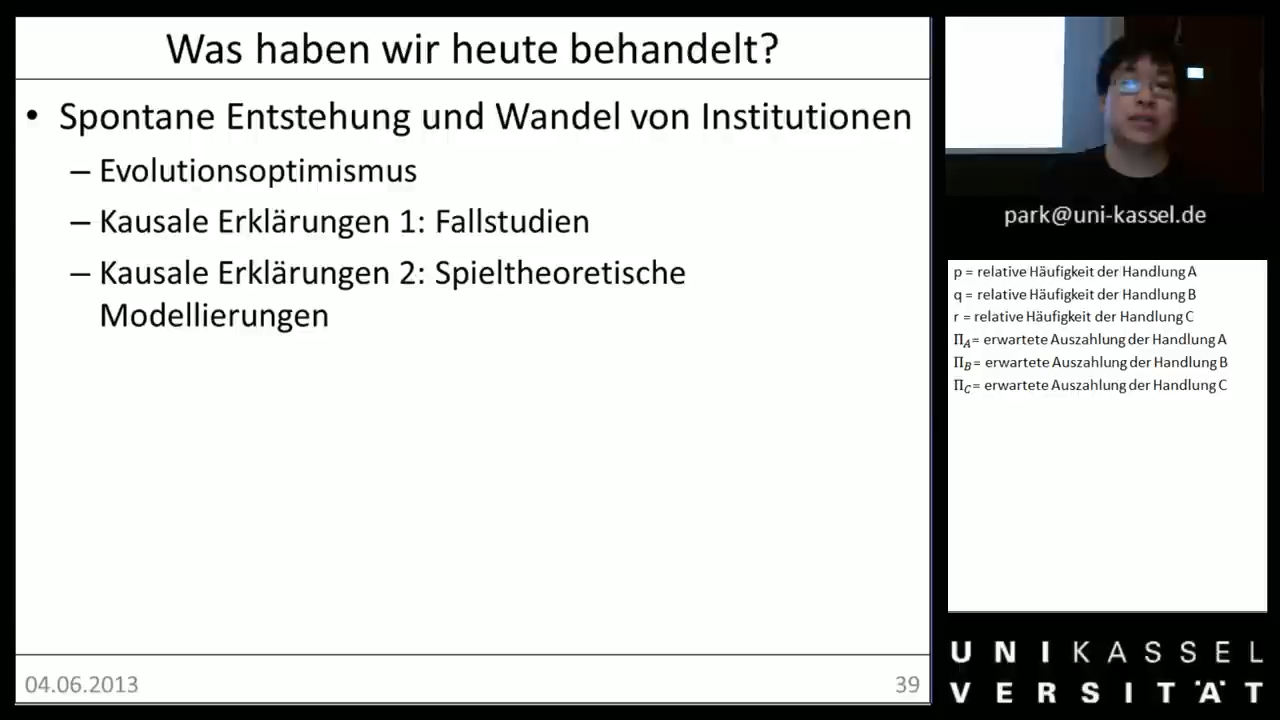 Was haben wir heute behandelt?
• Spontane Entstehung und Wandel von Institutionen
– Evolutionsoptimismus
– Kausale Erklärungen 1: Fallstudien
– Kausale Erklärungen 2: Spieltheoretische
Modellierungen
04.06.2013
39
park@uni-kassel.de
p = relative Häufigkeit der Handlung A
q = relative Häufigkeit der Handlung B
r = relative Häufigkeit der Handlung C
Π_A = erwartete Auszahlung der Handlung A
Π_B = erwartete Auszahlung der Handlung B
Π_C = erwartete Auszahlung der Handlung C
UNIKASSEL
VERSITÄT